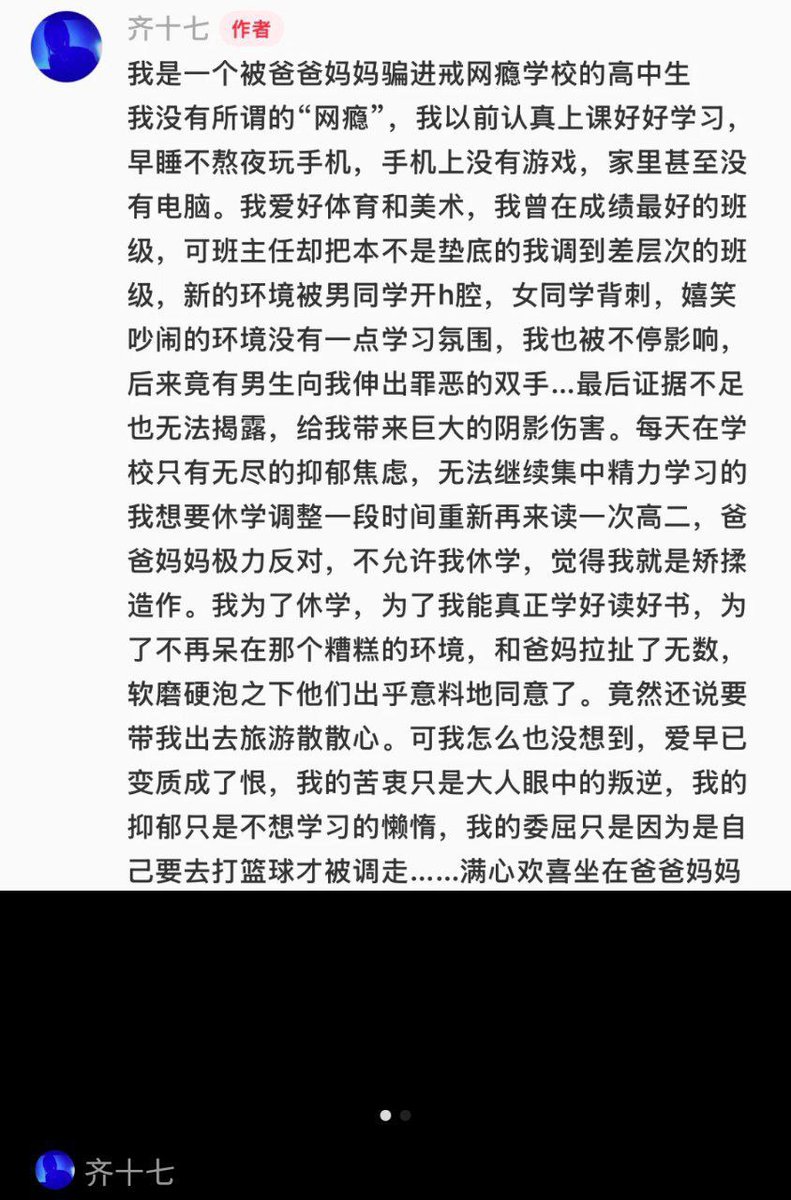 齐十七 作者
我是一个被爸爸妈妈骗进戒网瘾学校的高中生
我没有所谓的“网瘾”，我以前认真上课好好学习，
早睡不熬夜玩手机，手机上没有游戏，家里甚至没
有电脑。我爱好体育和美术，我曾在成绩最好的班
级，可班主任却把本不是垫底的我调到差层次的班
级，新的环境被男同学开h腔，女同学背刺，嬉笑
吵闹的环境没有一点学习氛围，我也被不停影响，
后来竟有男生向我伸出罪恶的双手...最后证据不足
也无法揭露，给我带来巨大的阴影伤害。每天在学
校只有无尽的抑郁焦虑，无法继续集中精力学习的
我想要休学调整一段时间重新再来读一次高二，爸
爸妈妈极力反对，不允许我休学，觉得我就是矫揉
造作。我为了休学，为了我能真正学好读好书，为
了不再呆在那个糟糕的环境，和爸妈拉扯了无数，
软磨硬泡之下他们出乎意料地同意了。竟然还说要
带我出去旅游散散心。可我怎么也没想到，爱早已
变质成了恨，我的苦衷只是大人眼中的叛逆，我的
抑郁只是不想学习的懒惰，我的委屈只是因为是自
己要去打篮球才被调走……满心欢喜坐在爸爸妈妈
齐十七